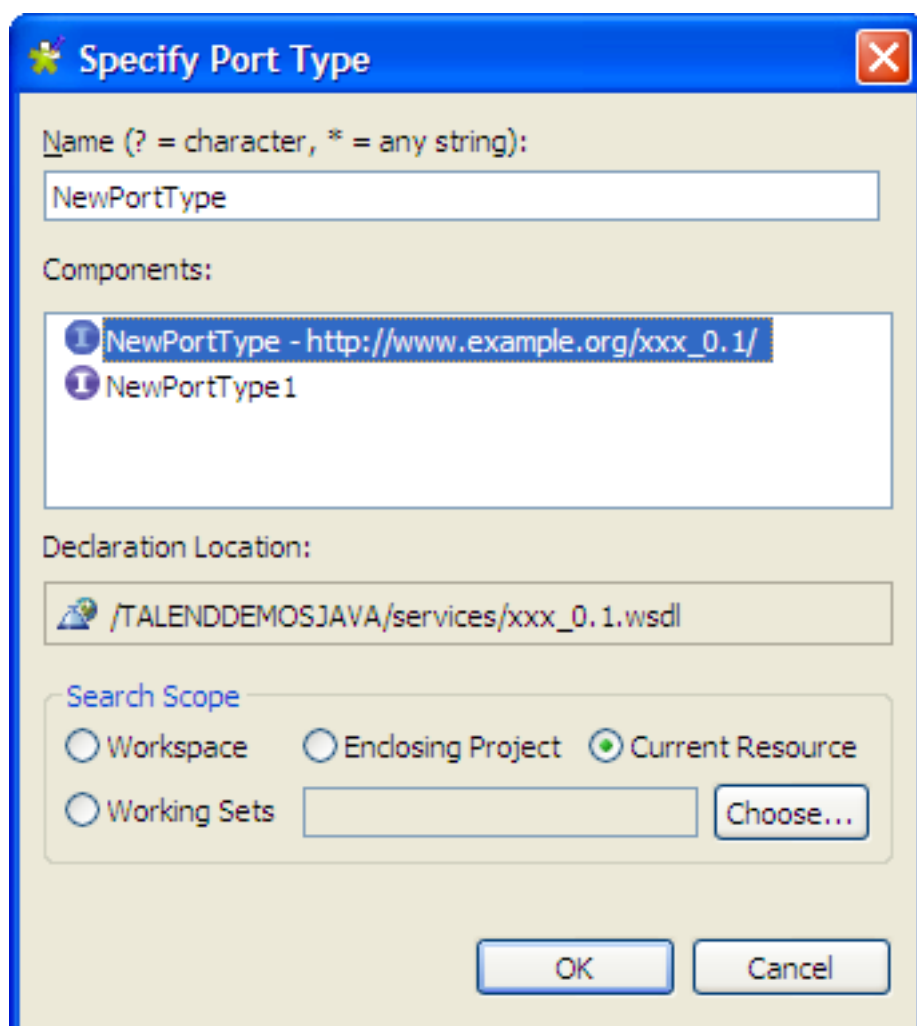 Specify Port Type
Name (? = character, * = any string):
NewPortType
Components:
NewPortType - http://www.example.org/xxx_0.1/
NewPortType1
Declaration Location:
/TALENDDEMOSJAVA/services/xxx_0.1.wsdl
Search Scope
Workspace Enclosing Project Current Resource
Working Sets Choose...
OK Cancel